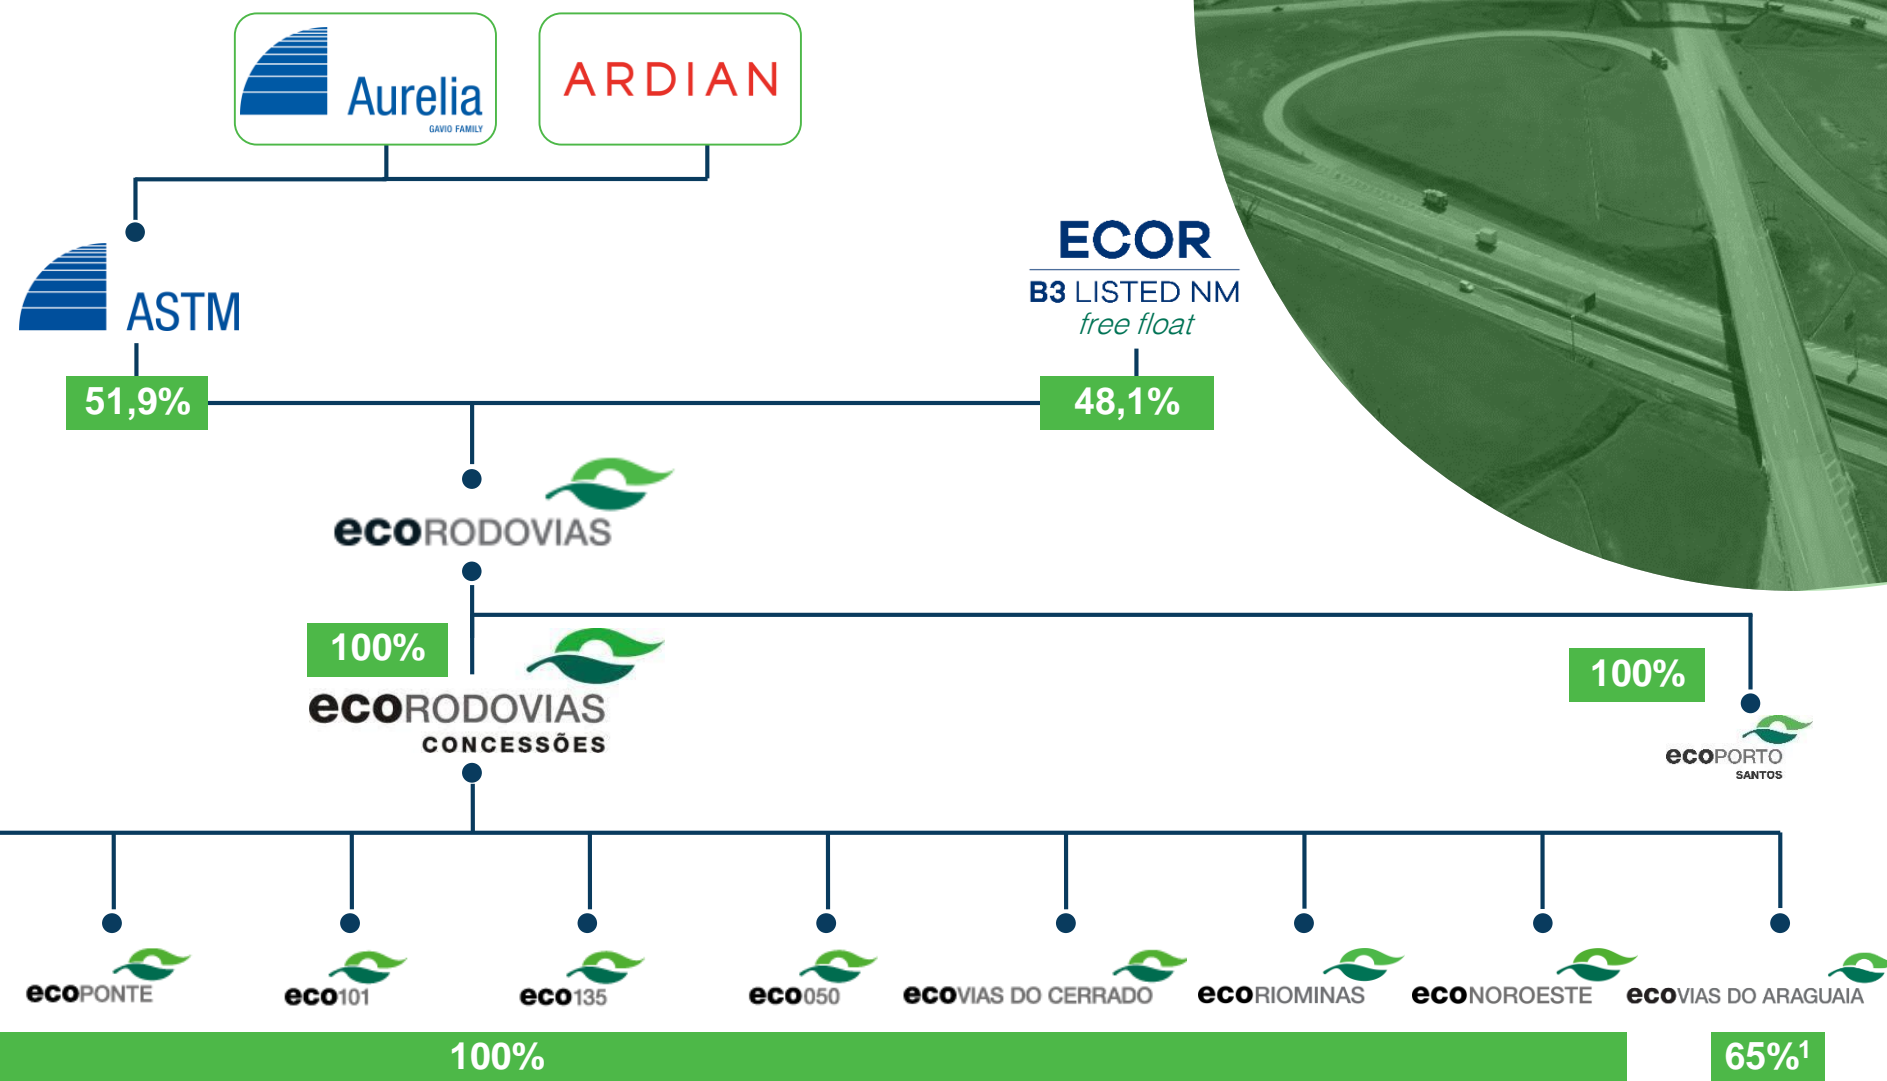 Aurelia
GAVIO FAMILY
ARDIAN
ASTM
ECOR
B3 LISTED NM
free float
51,9%
48,1%
ecoRODOVIAS
100%
ecoRODOVIAS
CONCESSÕES
100%
ecoPORTO
SANTOS
ecoPONTE
eco101
eco135
eco050
ecoVIAS DO CERRADO
ecoRIOMINAS
ecoNOROESTE
ecoVIAS DO ARAGUAIA
100%
65%¹